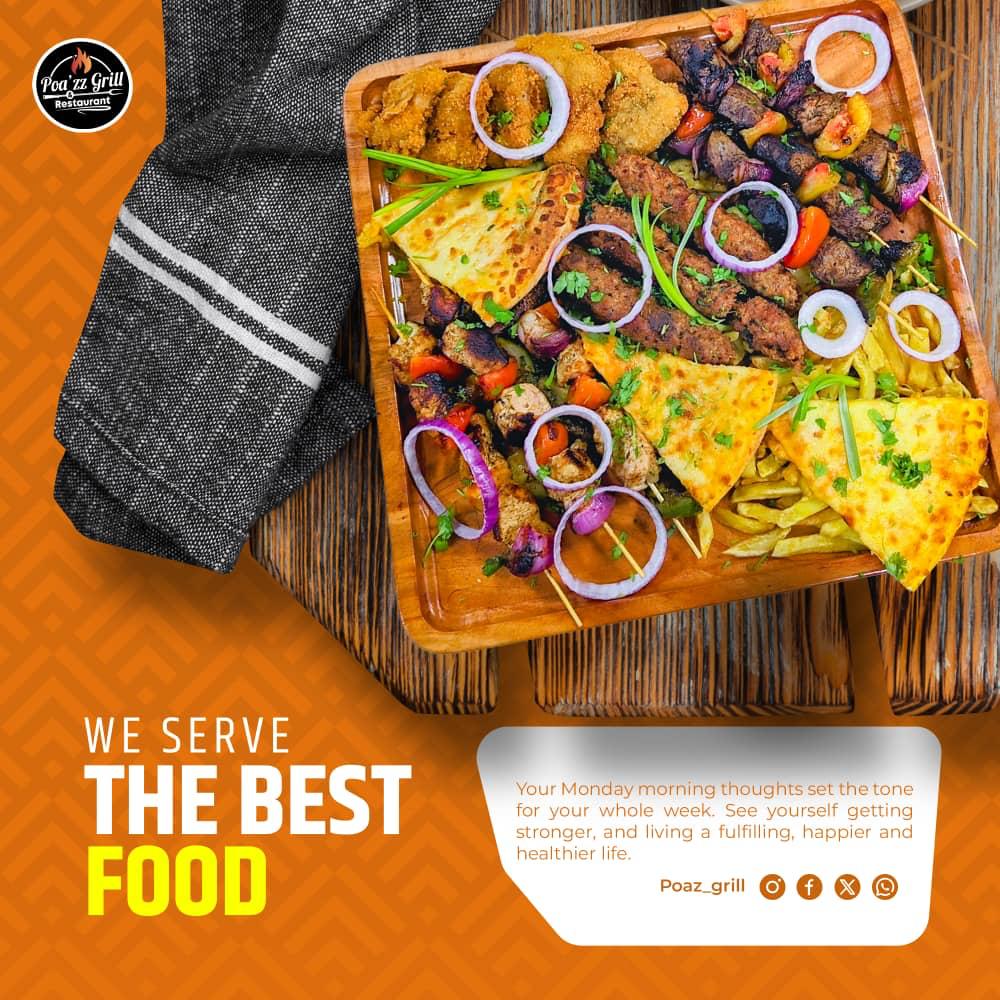 Poa'zz Grill
&
Restaurant
WE SERVE
THE BEST
FOOD
Your Monday morning thoughts set the tone
for your whole week. See yourself getting
stronger, and living a fulfilling, happier and
healthier life.
Poaz_grill